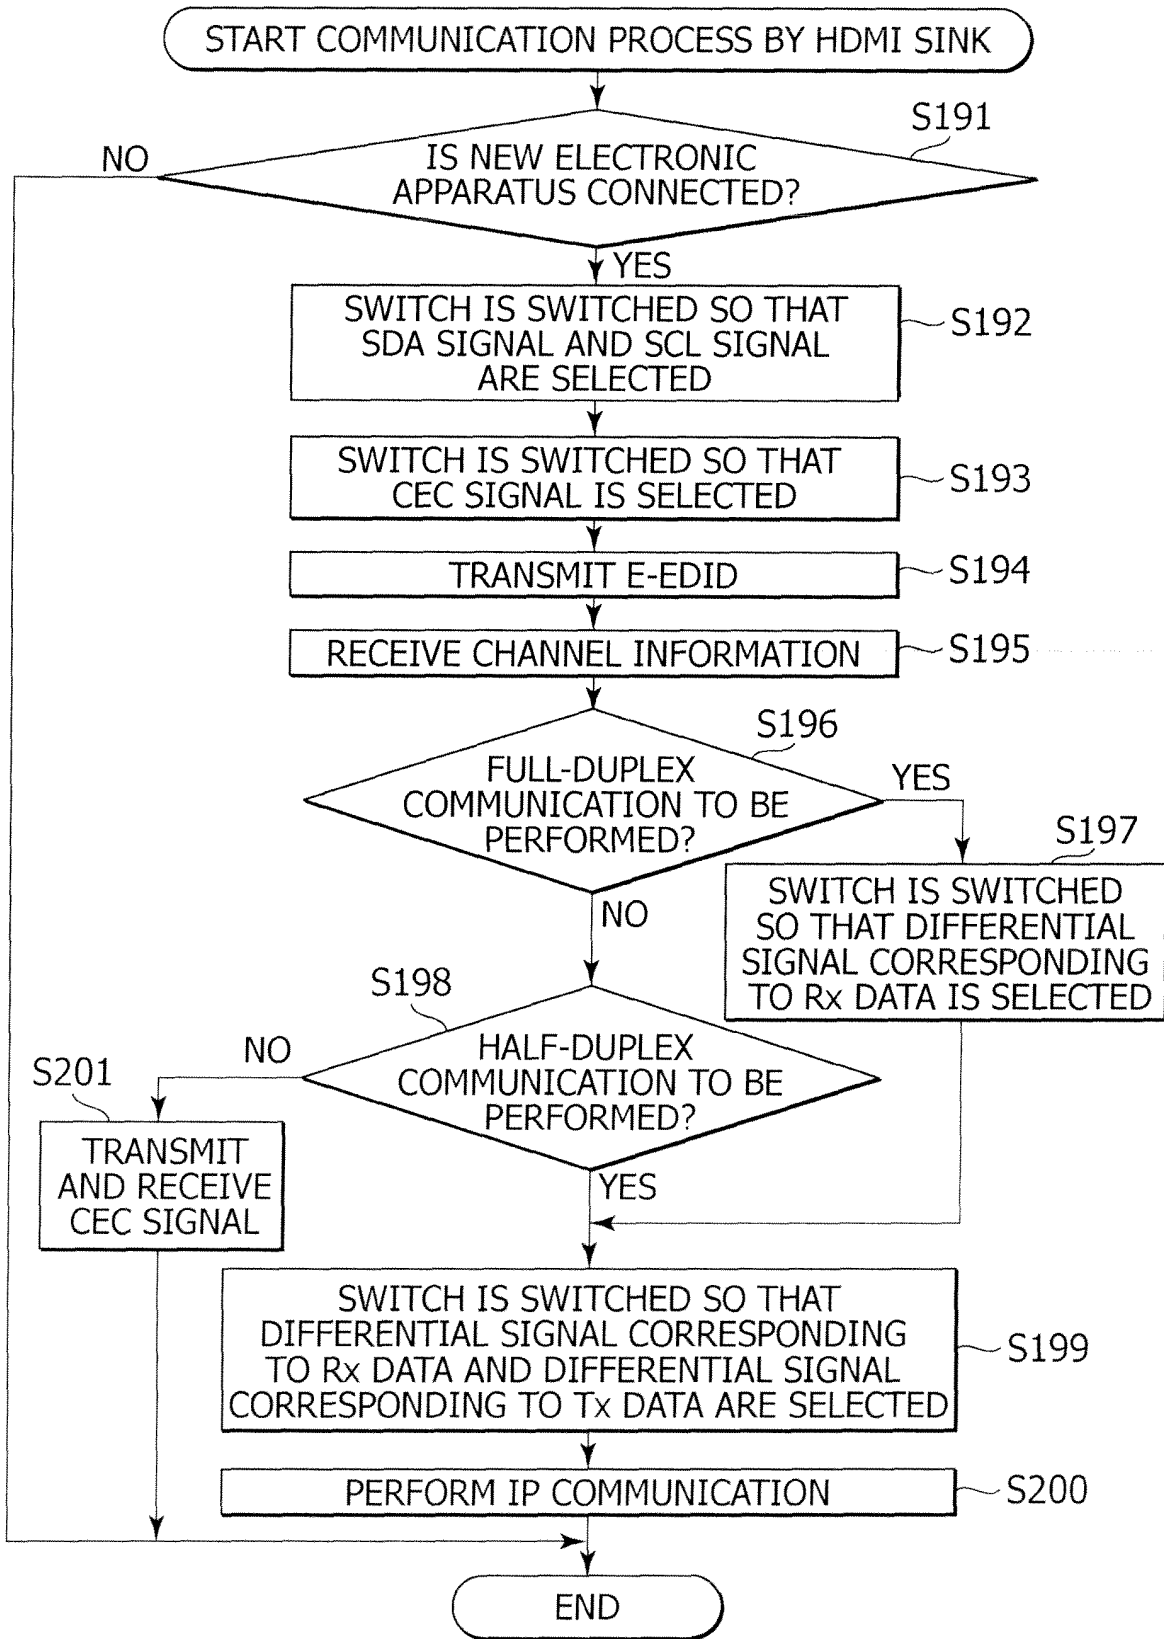 START COMMUNICATION PROCESS BY HDMI SINK
S191
NO
IS NEW ELECTRONIC
APPARATUS CONNECTED?
YES
SWITCH IS SWITCHED SO THAT
SDA SIGNAL AND SCL SIGNAL
ARE SELECTED
S192
SWITCH IS SWITCHED SO THAT
CEC SIGNAL IS SELECTED
S193
TRANSMIT E-EDID
S194
RECEIVE CHANNEL INFORMATION
S195
S196
FULL-DUPLEX
COMMUNICATION TO BE
PERFORMED?
YES
NO
S197
SWITCH IS SWITCHED
SO THAT DIFFERENTIAL
SIGNAL CORRESPONDING
TO Rx DATA IS SELECTED
S198
HALF-DUPLEX
COMMUNICATION TO BE
PERFORMED?
NO
YES
S201
TRANSMIT
AND RECEIVE
CEC SIGNAL
SWITCH IS SWITCHED SO THAT
DIFFERENTIAL SIGNAL CORRESPONDING
TO Rx DATA AND DIFFERENTIAL SIGNAL
CORRESPONDING TO Tx DATA ARE SELECTED
S199
PERFORM IP COMMUNICATION
S200
END